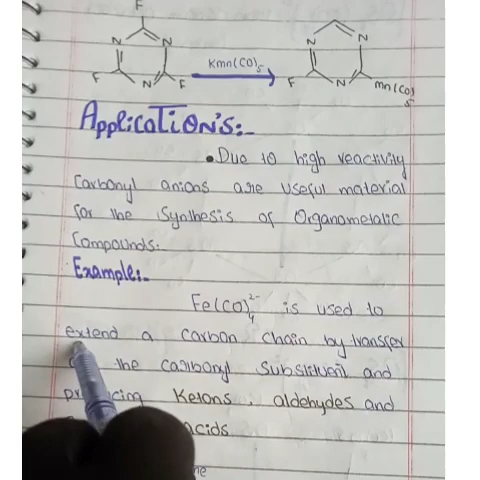 F
N N
N
F F
Kmn(CO)5
N N
N
F
mn(CO)5
Applications:-
•Due to high reactivity
Carbonyl anions are useful material
for the Synthesis of Organometalic
Compounds.
Example:-
Fe(CO)4²⁻ is used to
extend a carbon chain by transfer
the carbonyl Substituent and
Ketons, aldehydes and
acids